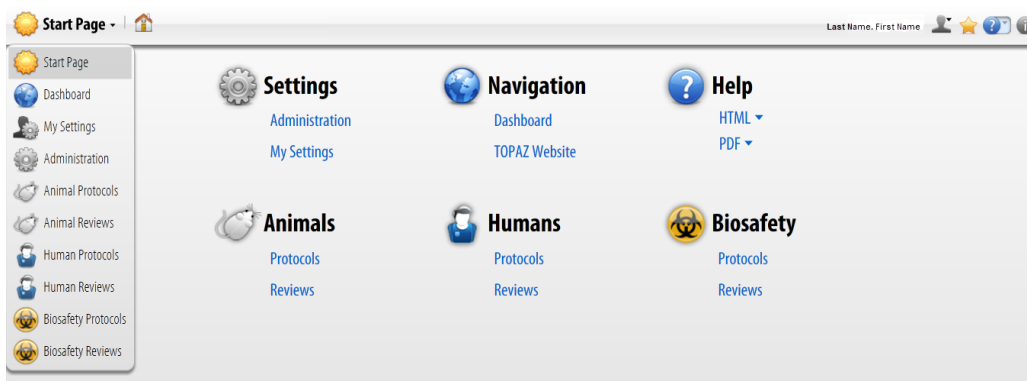 Start Page
Last Name. First Name
Start Page
Dashboard
My Settings
Administration
Animal Protocols
Animal Reviews
Human Protocols
Human Reviews
Biosafety Protocols
Biosafety Reviews
Settings
Administration
My Settings
Navigation
Dashboard
TOPAZ Website
Help
HTML
PDF
Animals
Protocols
Reviews
Humans
Protocols
Reviews
Biosafety
Protocols
Reviews